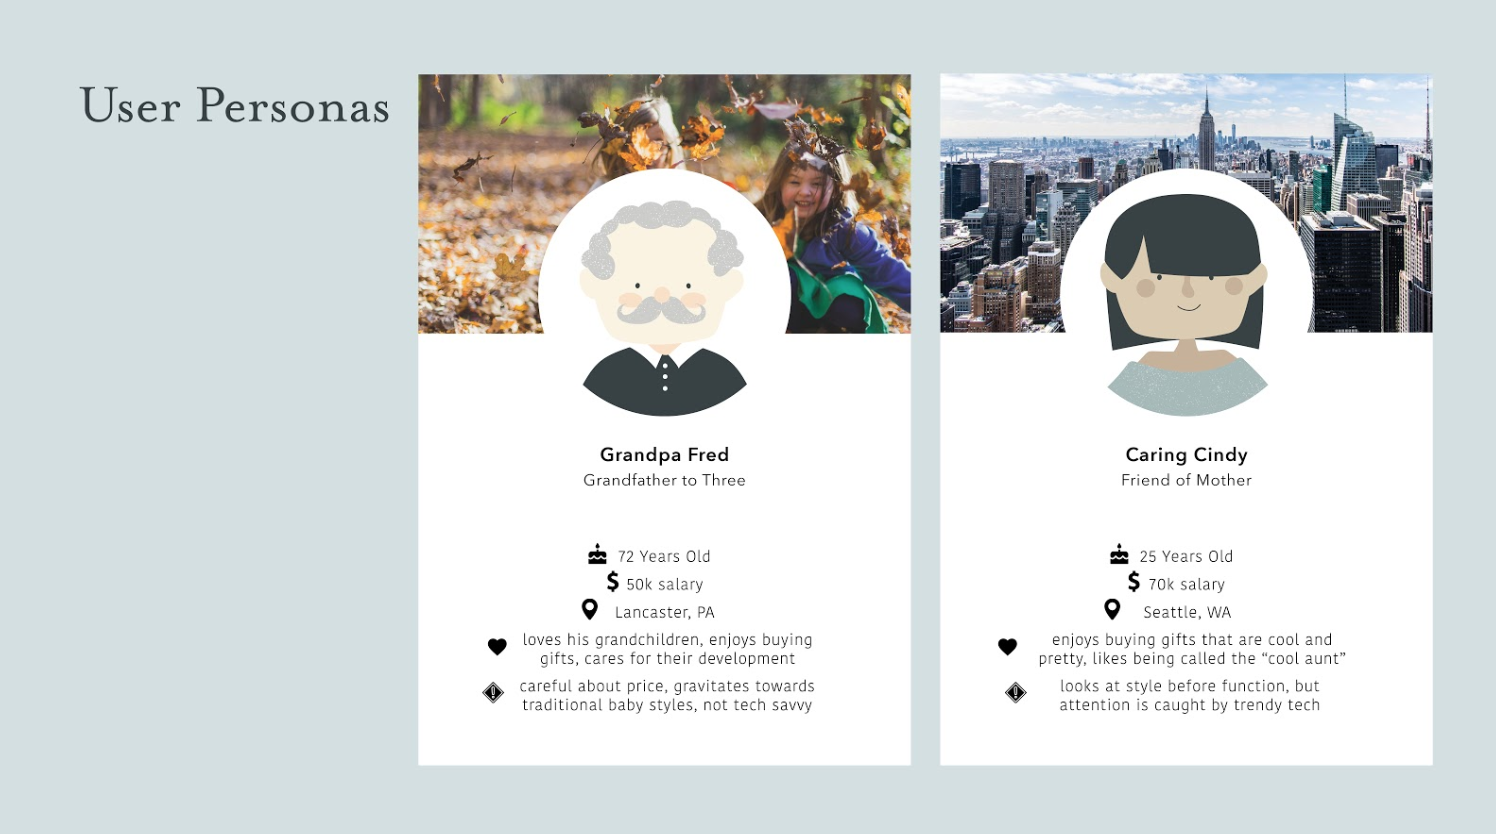 User Personas
Grandpa Fred
Grandfather to Three
72 Years Old
$ 50k salary
Lancaster, PA
loves his grandchildren, enjoys buying
gifts, cares for their development
careful about price, gravitates towards
traditional baby styles, not tech savvy
Caring Cindy
Friend of Mother
25 Years Old
$ 70k salary
Seattle, WA
enjoys buying gifts that are cool and
pretty, likes being called the “cool aunt”
looks at style before function, but
attention is caught by trendy tech